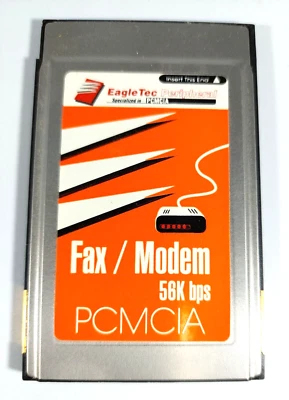 Insert This End
EagleTec Peripheral
Specialized in PCMCIA
Fax / Modem
56K bps
PCMCIA